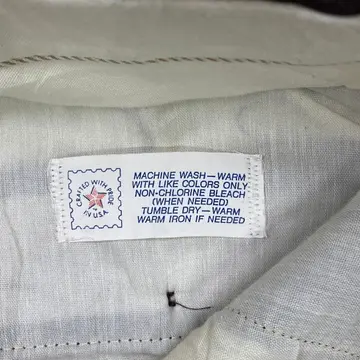 CRAFTED WITH PRIDE
IN U.S.A.
MACHINE WASH—WARM
WITH LIKE COLORS ONLY
NON-CHLORINE BLEACH
(WHEN NEEDED)
TUMBLE DRY—WARM
WARM IRON IF NEEDED